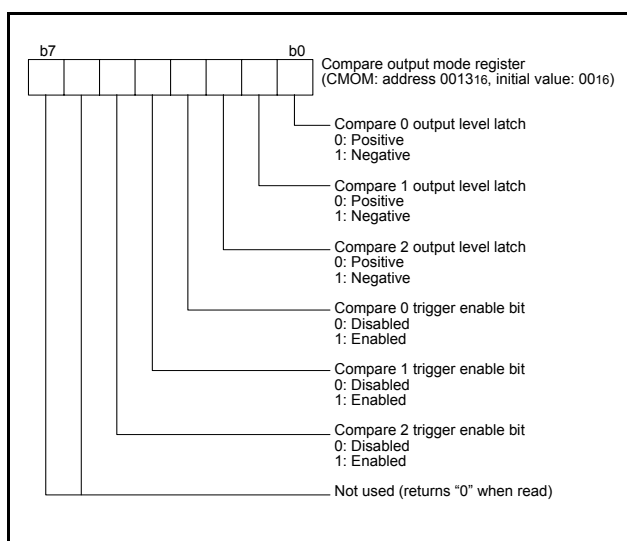 b7 b0
Compare output mode register
(CMOM: address 001316, initial value: 0016)
Compare 0 output level latch
0: Positive
1: Negative
Compare 1 output level latch
0: Positive
1: Negative
Compare 2 output level latch
0: Positive
1: Negative
Compare 0 trigger enable bit
0: Disabled
1: Enabled
Compare 1 trigger enable bit
0: Disabled
1: Enabled
Compare 2 trigger enable bit
0: Disabled
1: Enabled
Not used (returns “0” when read)